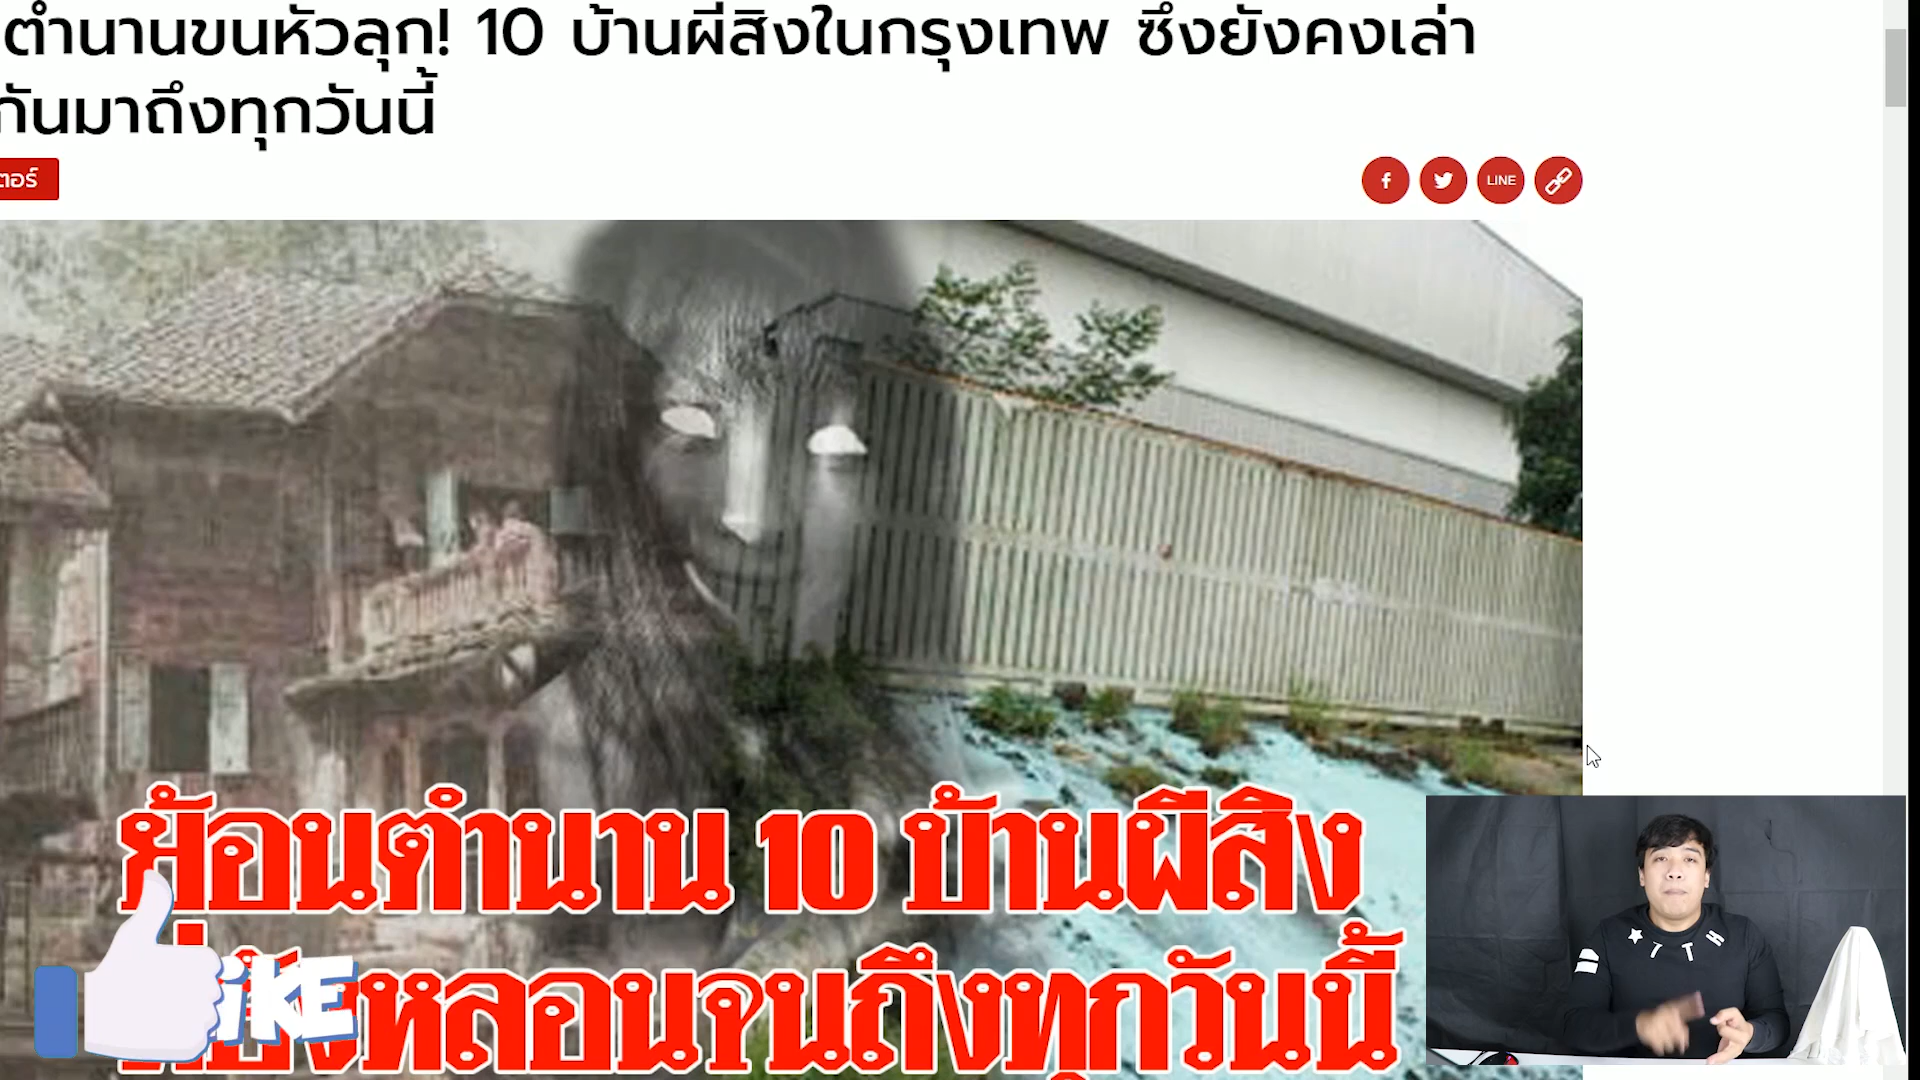 ตำนานขนหัวลุก! 10 บ้านผีสิงในกรุงเทพ ซึ่งยังคงเล่า
กันมาถึงทุกวันนี้
LINE
ย้อนตำนาน 10 บ้านผีสิง
หลอนจนถึงทุกวันนี้
LiKE